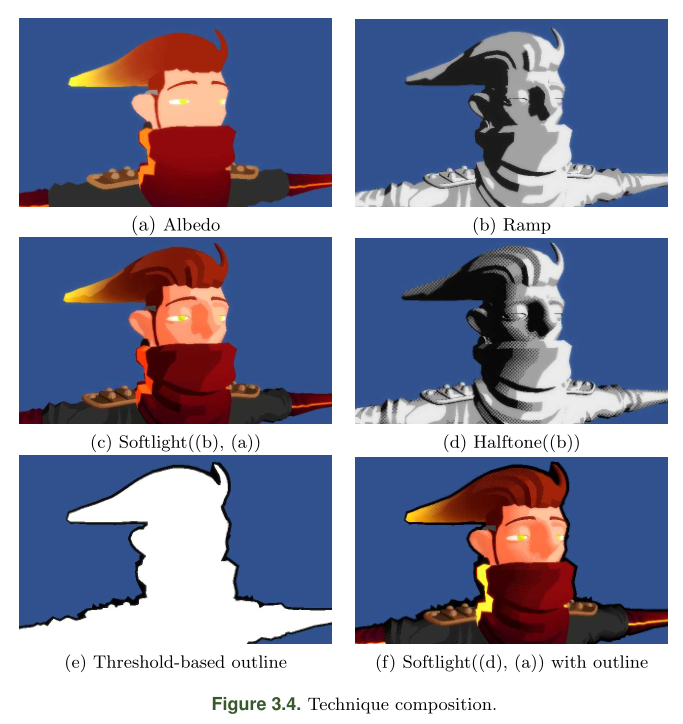 (a) Albedo
(b) Ramp
(c) Softlight((b), (a))
(d) Halftone((b))
(e) Threshold-based outline
(f) Softlight((d), (a)) with outline
Figure 3.4. Technique composition.